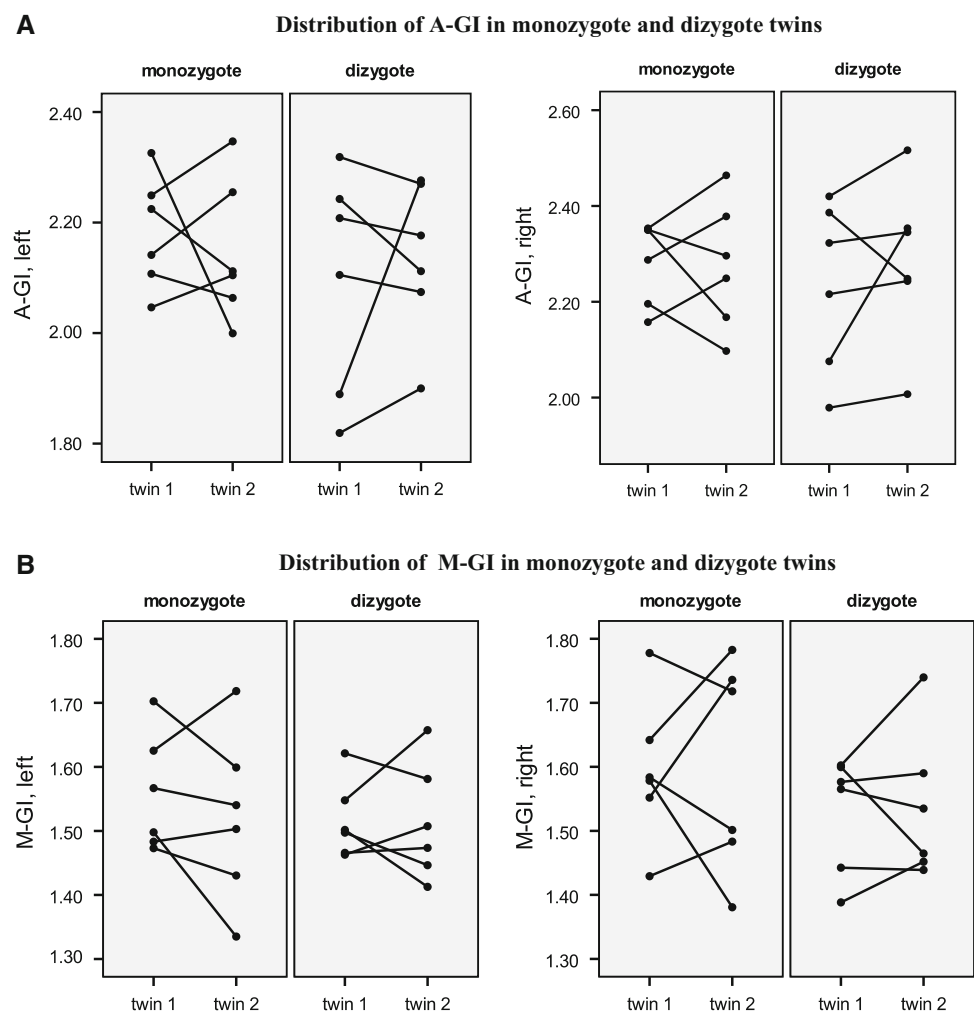 A
Distribution of A-GI in monozygote and dizygote twins
monozygote
dizygote
2.40
2.20
2.00
1.80
A-GI, left
twin 1
twin 2
twin 1
twin 2
monozygote
dizygote
2.60
2.40
2.20
2.00
A-GI, right
twin 1
twin 2
twin 1
twin 2
B
Distribution of M-GI in monozygote and dizygote twins
monozygote
dizygote
1.80
1.70
1.60
1.50
1.40
1.30
M-GI, left
twin 1
twin 2
twin 1
twin 2
monozygote
dizygote
1.80
1.70
1.60
1.50
1.40
1.30
M-GI, right
twin 1
twin 2
twin 1
twin 2